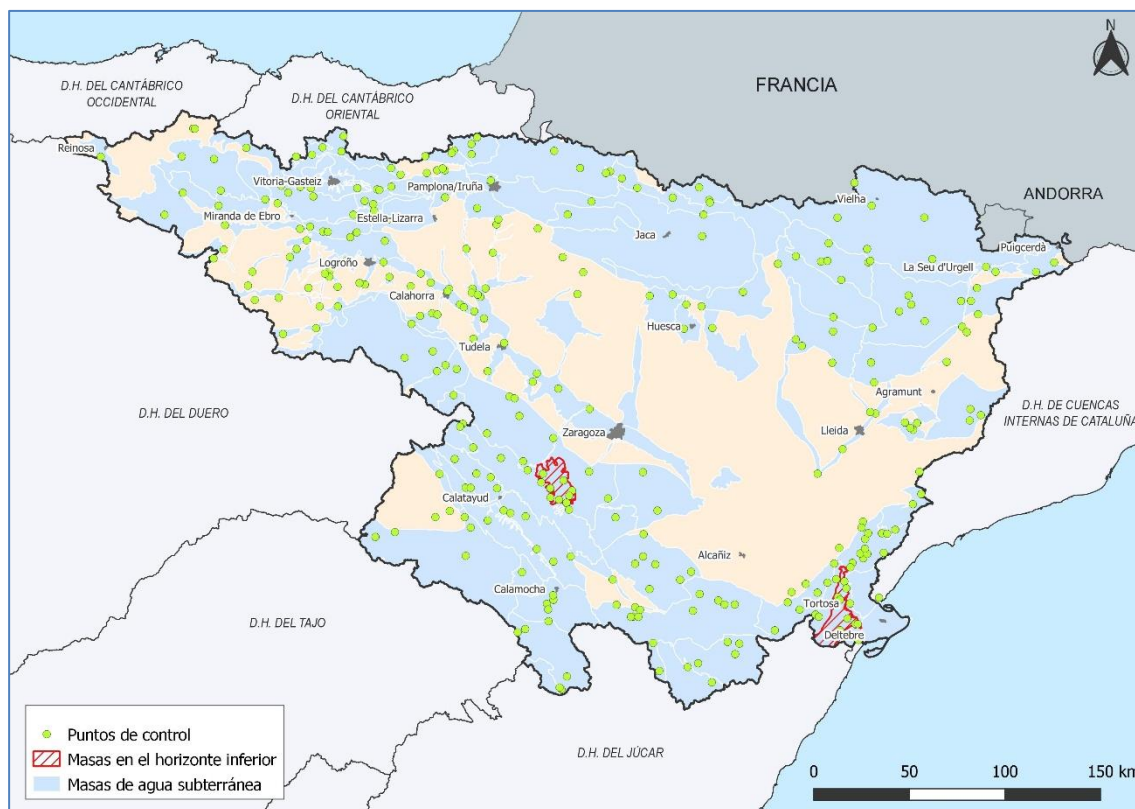 N
D.H. DEL CANTÁBRICO
OCCIDENTAL
D.H. DEL CANTÁBRICO
ORIENTAL
FRANCIA
ANDORRA
Reinosa
Vitoria-Gasteiz
Pamplona/Iruña
Miranda de Ebro
Estella-Lizarra
Vielha
Jaca
Puigcerdà
La Seu d'Urgell
Logroño
Calahorra
Huesca
Tudela
Agramunt
D.H. DEL DUERO
D.H. DE CUENCAS
INTERNAS DE CATALUÑA
Zaragoza
Lleida
Calatayud
Alcañiz
Calamocha
Tortosa
Deltebre
D.H. DEL TAJO
D.H. DEL JÚCAR
Puntos de control
Masas en el horizonte inferior
Masas de agua subterránea
0 50 100 150 km